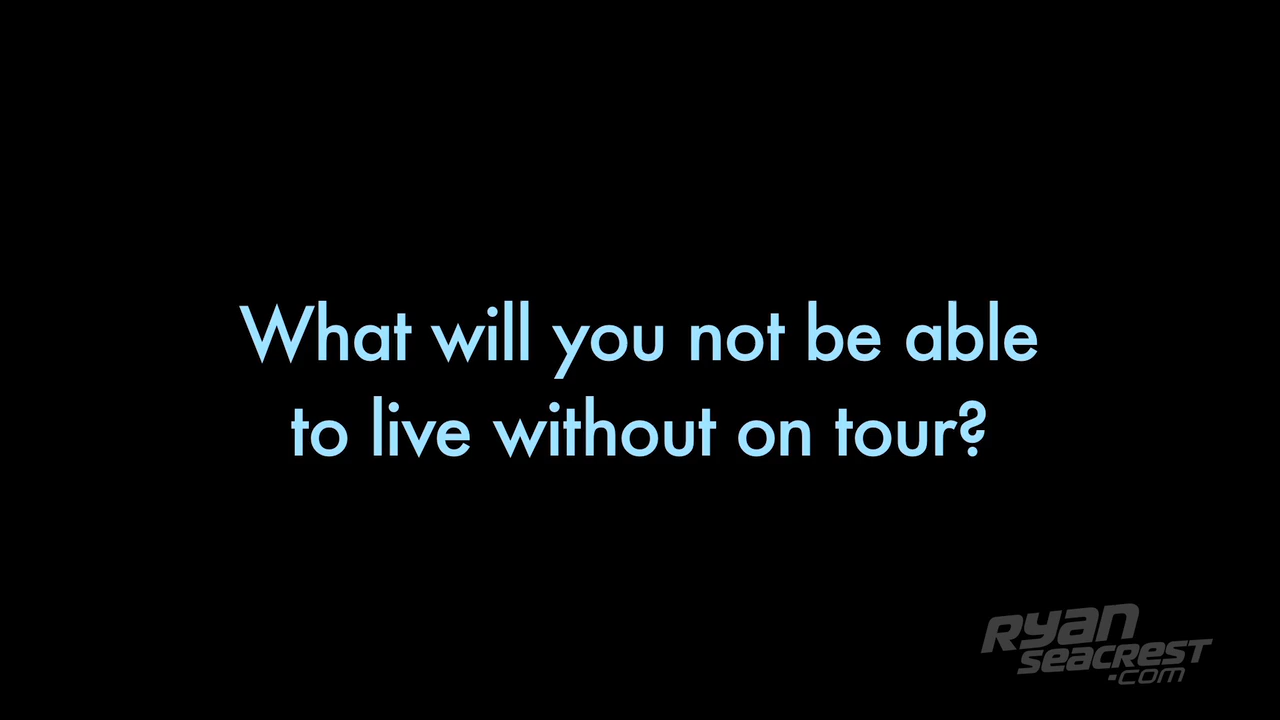 What will you not be able
to live without on tour?
RYAN
SEACREST
.COM